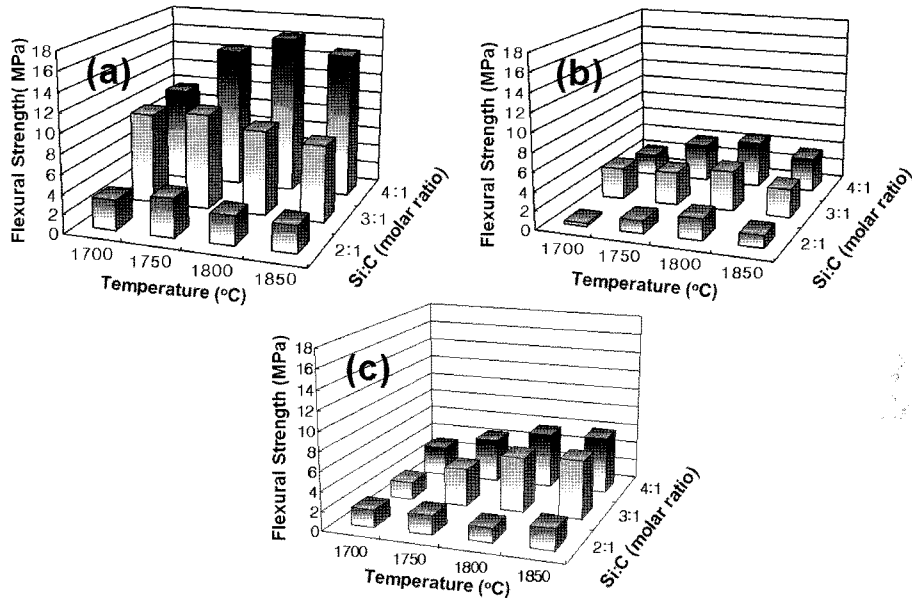 (a)
Flexural Strength( MPa)
18
16
14
12
10
8
6
4
2
0
1700 1750 1800 1850
Temperature (°C)
2:1
3:1
4:1
Si:C (molar ratio)
(b)
Flexural Strength (MPa)
18
16
14
12
10
8
6
4
2
0
1700 1750 1800 1850
Temperature (°C)
2:1
3:1
4:1
Si:C (molar ratio)
(c)
Flexural Strength (MPa)
18
16
14
12
10
8
6
4
2
0
1700 1750 1800 1850
Temperature (°C)
2:1
3:1
4:1
Si:C (molar ratio)